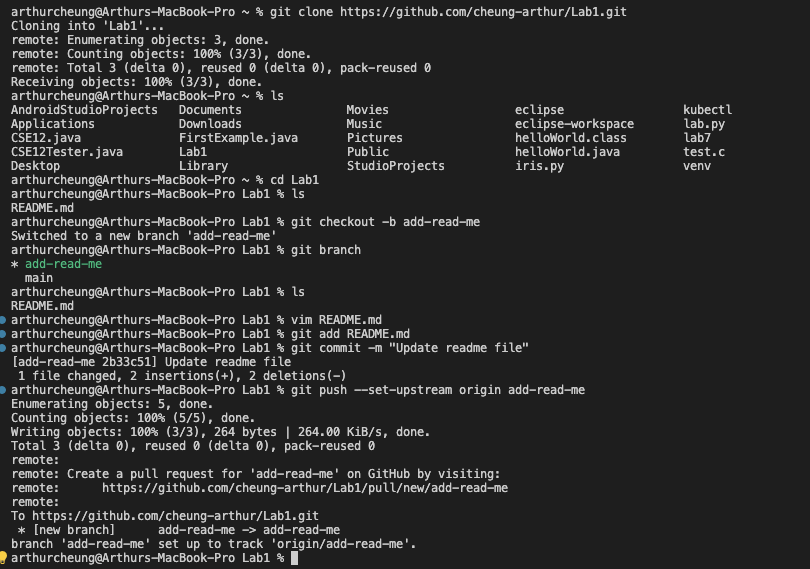 arthurcheung@Arthurs-MacBook-Pro ~ % git clone https://github.com/cheung-arthur/Lab1.git
Cloning into 'Lab1'...
remote: Enumerating objects: 3, done.
remote: Counting objects: 100% (3/3), done.
remote: Total 3 (delta 0), reused 0 (delta 0), pack-reused 0
Receiving objects: 100% (3/3), done.
arthurcheung@Arthurs-MacBook-Pro ~ % ls
AndroidStudioProjects Documents Movies eclipse kubectl
Applications Downloads Music eclipse-workspace lab.py
CSE12.java FirstExample.java Pictures helloWorld.class lab7
CSE12Tester.java Lab1 Public helloWorld.java test.c
Desktop Library StudioProjects iris.py venv
arthurcheung@Arthurs-MacBook-Pro ~ % cd Lab1
arthurcheung@Arthurs-MacBook-Pro Lab1 % ls
README.md
arthurcheung@Arthurs-MacBook-Pro Lab1 % git checkout -b add-read-me
Switched to a new branch 'add-read-me'
arthurcheung@Arthurs-MacBook-Pro Lab1 % git branch
* add-read-me
main
arthurcheung@Arthurs-MacBook-Pro Lab1 % ls
README.md
arthurcheung@Arthurs-MacBook-Pro Lab1 % vim README.md
arthurcheung@Arthurs-MacBook-Pro Lab1 % git add README.md
arthurcheung@Arthurs-MacBook-Pro Lab1 % git commit -m "Update readme file"
[add-read-me 2b33c51] Update readme file
1 file changed, 2 insertions(+), 2 deletions(-)
arthurcheung@Arthurs-MacBook-Pro Lab1 % git push --set-upstream origin add-read-me
Enumerating objects: 5, done.
Counting objects: 100% (5/5), done.
Writing objects: 100% (3/3), 264 bytes | 264.00 KiB/s, done.
Total 3 (delta 0), reused 0 (delta 0), pack-reused 0
remote:
remote: Create a pull request for 'add-read-me' on GitHub by visiting:
remote: https://github.com/cheung-arthur/Lab1/pull/new/add-read-me
remote:
To https://github.com/cheung-arthur/Lab1.git
* [new branch] add-read-me -> add-read-me
branch 'add-read-me' set up to track 'origin/add-read-me'.
arthurcheung@Arthurs-MacBook-Pro Lab1 %